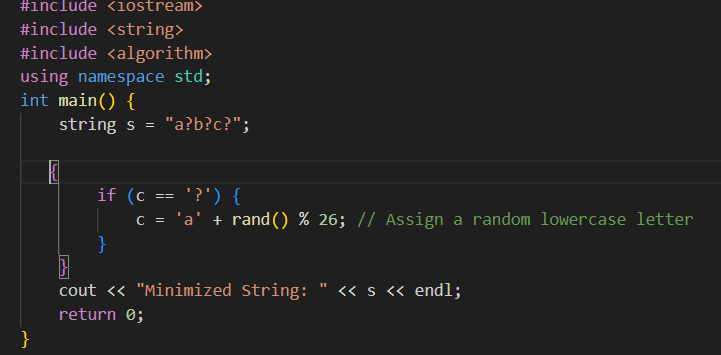 #include <iostream>
#include <string>
#include <algorithm>
using namespace std;
int main() {
    string s = "a?b?c?";
   {
        if (c == '?') {
            c = 'a' + rand() % 26; // Assign a random lowercase letter
        }
    }
    cout << "Minimized String: " << s << endl;
    return 0;
}